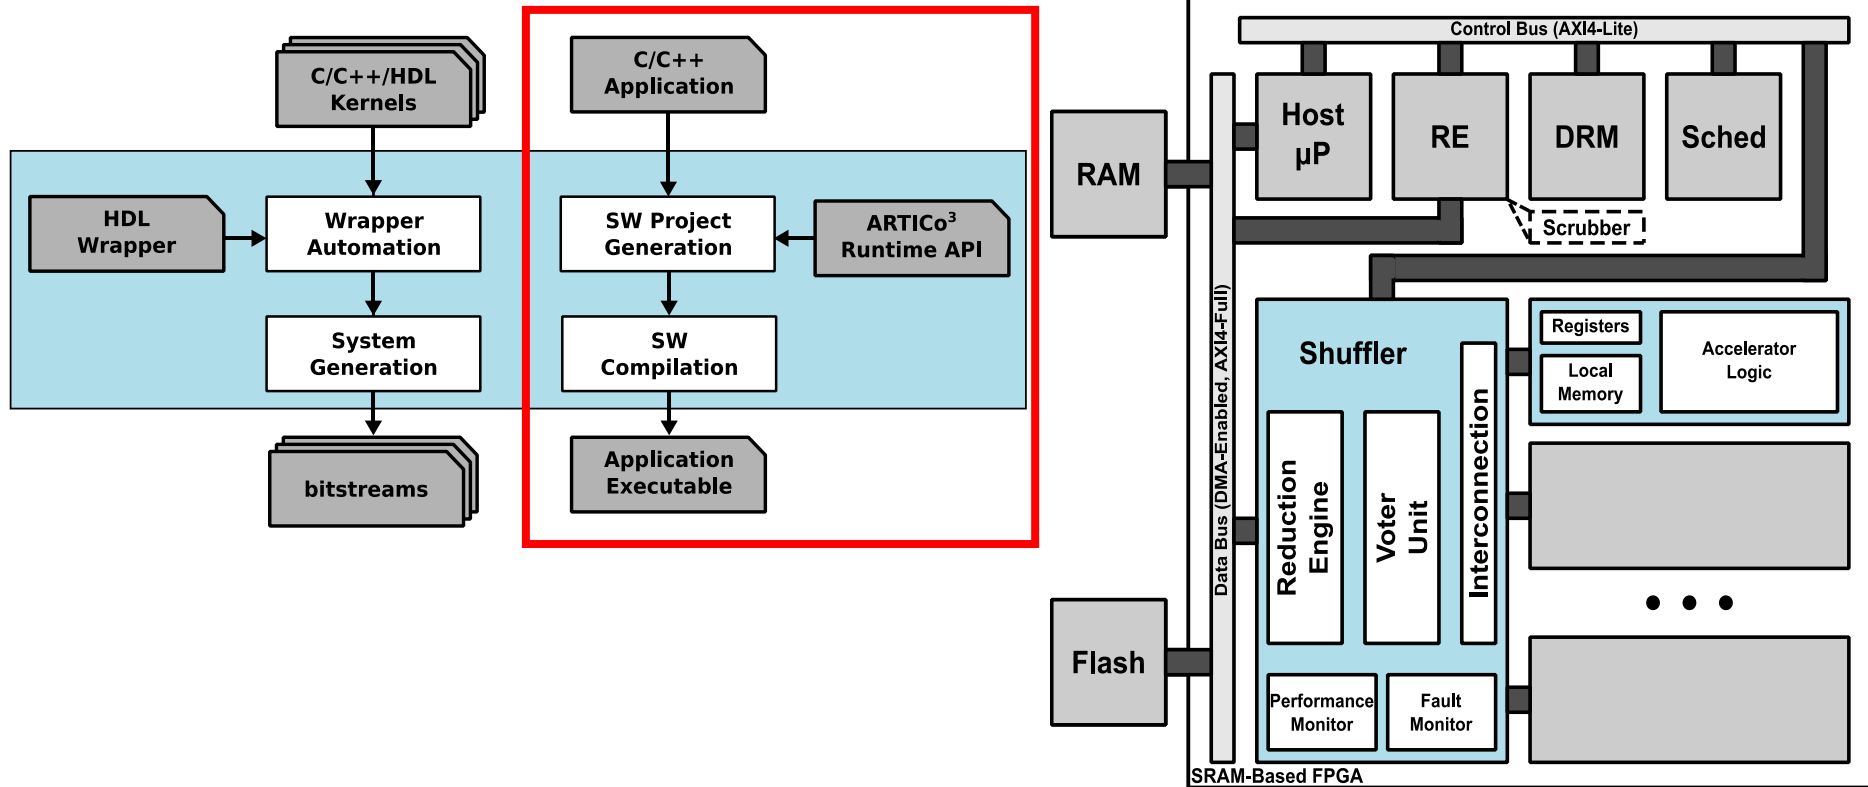 C/C++/HDL
Kernels
C/C++
Application
HDL
Wrapper
Wrapper
Automation
SW Project
Generation
ARTICo³
Runtime API
System
Generation
SW
Compilation
bitstreams
Application
Executable
Control Bus (AXI4-Lite)
RAM
Host
µP
RE
DRM
Sched
Scrubber
Data Bus (DMA-Enabled, AXI4-Full)
Shuffler
Reduction
Engine
Voter
Unit
Interconnection
Registers
Local
Memory
Accelerator
Logic
Flash
Performance
Monitor
Fault
Monitor
SRAM-Based FPGA